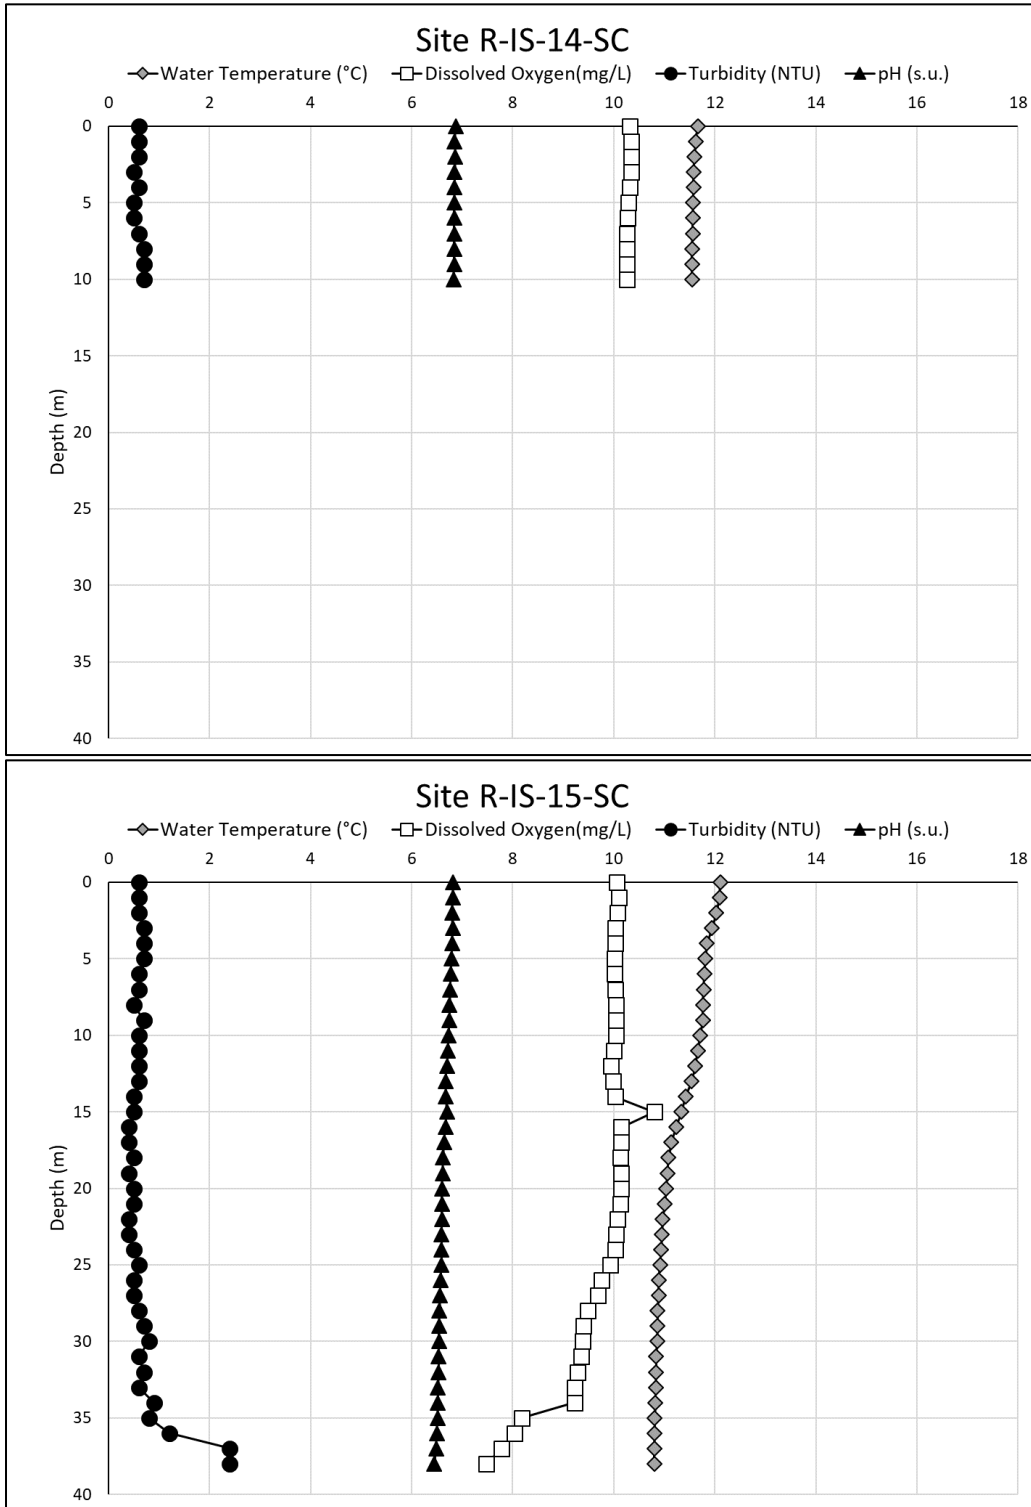 Site R-IS-14-SC
Water Temperature (°C) Dissolved Oxygen(mg/L) Turbidity (NTU) pH (s.u.)
0 2 4 6 8 10 12 14 16 18
0
5
10
15
20
25
30
35
40
Depth (m)
Site R-IS-15-SC
Water Temperature (°C) Dissolved Oxygen(mg/L) Turbidity (NTU) pH (s.u.)
0 2 4 6 8 10 12 14 16 18
0
5
10
15
20
25
30
35
40
Depth (m)